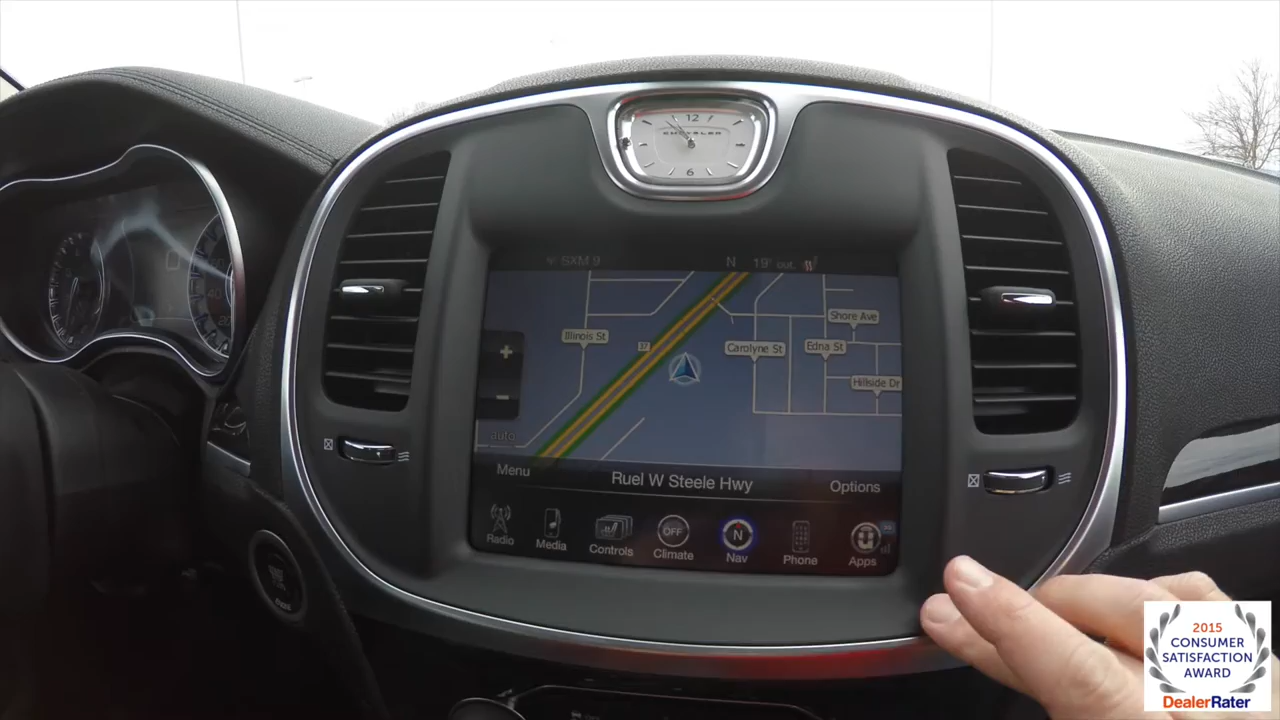 12
CHRYSLER
6
SXM 9
N
19° out.
Shore Ave
Illinois St
37
Carolyne St
Edna St
Hillside Dr
+
-
auto
Menu
Ruel W Steele Hwy
Options
OFF
N
Radio
Media
Controls
Climate
Nav
Phone
Apps
2015
CONSUMER
SATISFACTION
AWARD
DealerRater